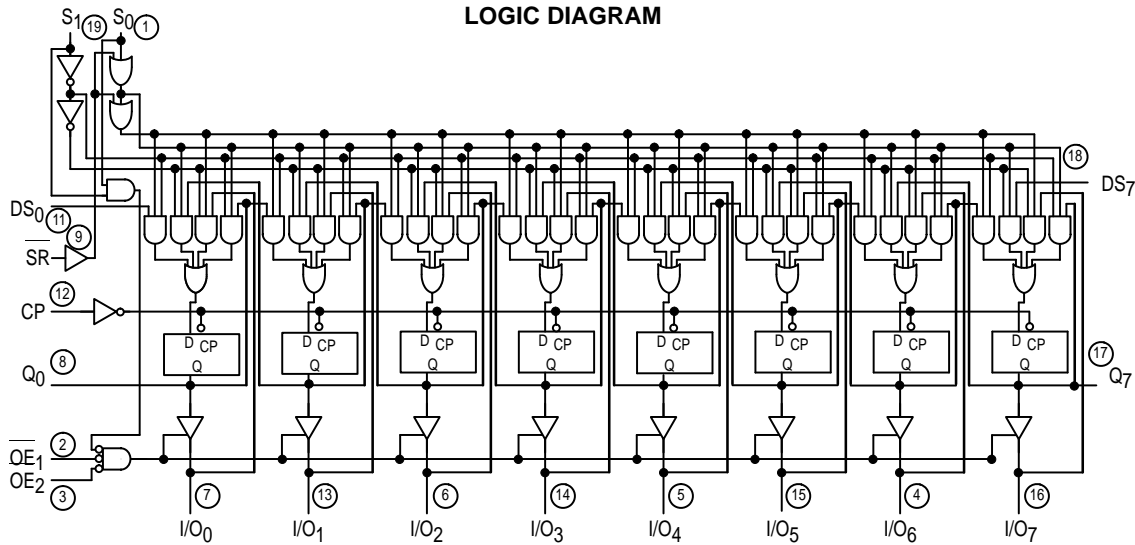 LOGIC DIAGRAM
S1 19 S0 1
18
DS7
DS0 11
SR 9
CP 12
D CP D CP D CP D CP D CP D CP D CP D CP
Q Q Q Q Q Q Q Q
Q0 8
17 Q7
OE1 2
OE2 3
7 13 6 14 5 15 4 16
I/O0 I/O1 I/O2 I/O3 I/O4 I/O5 I/O6 I/O7